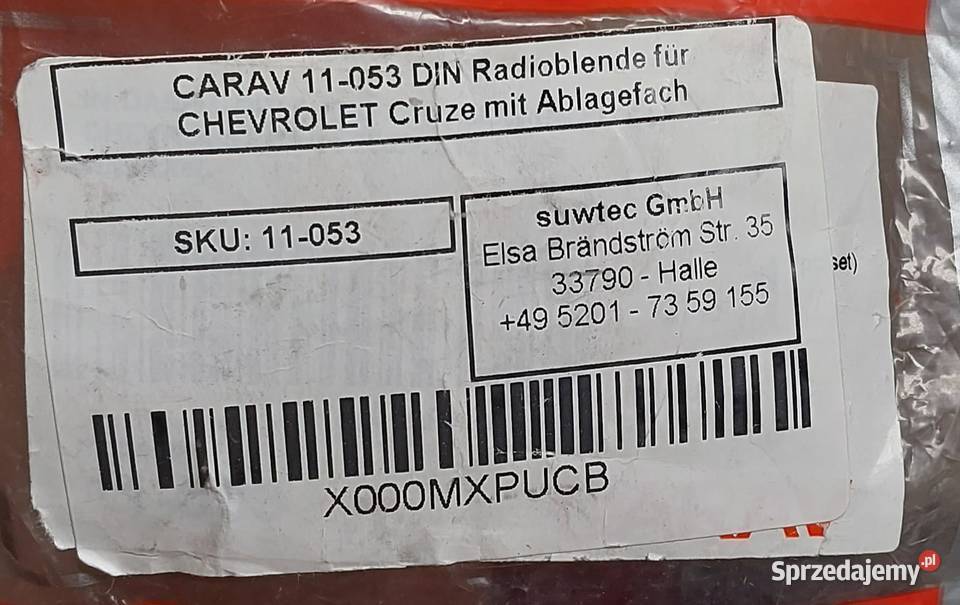 CARAV 11-053 DIN Radioblende für
CHEVROLET Cruze mit Ablagefach
SKU: 11-053
suwtec GmbH
Elsa Brändström Str. 35
33790 - Halle
+49 5201 - 73 59 155
set)
X000MXPUCB
Sprzedajemy.pl